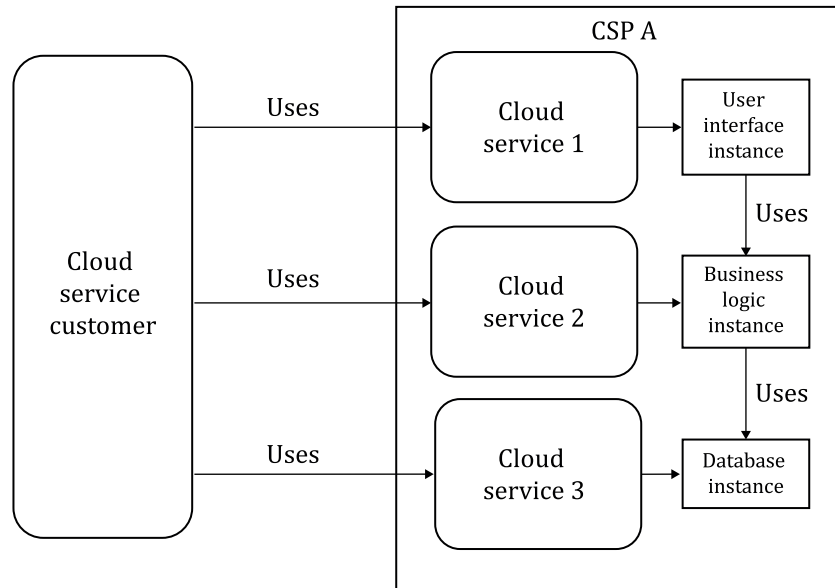 CSP A
Uses
Cloud
service 1
User
interface
instance
Uses
Cloud
service
customer
Uses
Cloud
service 2
Business
logic
instance
Uses
Uses
Cloud
service 3
Database
instance